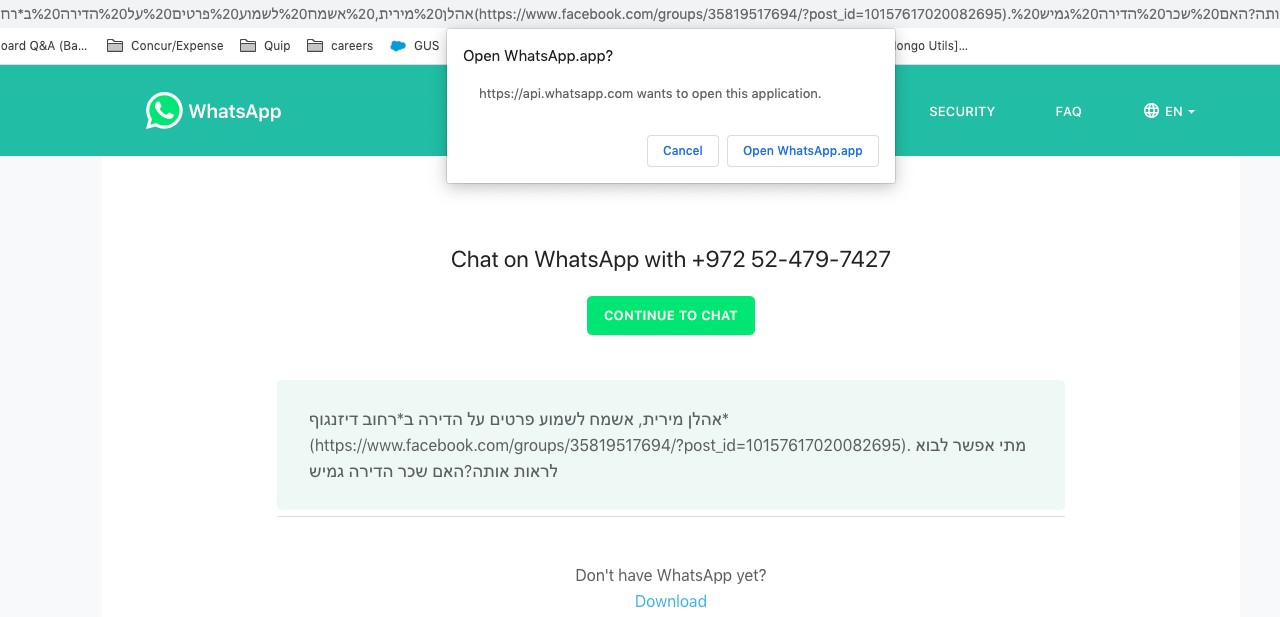 אהלן%20מירית,%20אשמח%20לשמוע%20פרטים%20על%20הדירה%20ב*רח
(https://www.facebook.com/groups/35819517694/?post_id=10157617020082695).%20
ותה?האם%20שכר%20הדירה%20גמיש
oard Q&A (Ba...
Concur/Expense
Quip
careers
GUS
longo Utils]...
Open WhatsApp.app?
https://api.whatsapp.com wants to open this application.
Cancel
Open WhatsApp.app
WhatsApp
SECURITY
FAQ
EN
Chat on WhatsApp with +972 52-479-7427
CONTINUE TO CHAT
אהלן מירית, אשמח לשמוע פרטים על הדירה ב*רחוב דיזנגוף*
(https://www.facebook.com/groups/35819517694/?post_id=10157617020082695). מתי אפשר לבוא
לראות אותה?האם שכר הדירה גמיש
Don't have WhatsApp yet?
Download